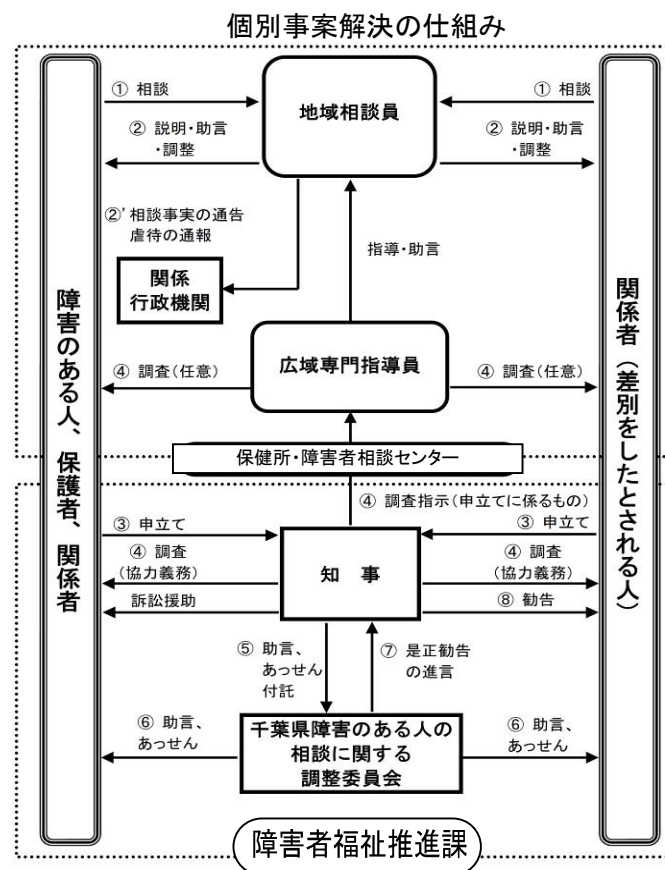 個別事案解決の仕組み
地域相談員
① 相談
① 相談
② 説明・助言
・調整
② 説明・助言
・調整
②’相談事実の通告
虐待の通報
指導・助言
関係
行政機関
障害のある人、保護者、関係者
関係者（差別をしたとされる人）
広域専門指導員
④ 調査（任意）
④ 調査（任意）
保健所・障害者相談センター
④ 調査指示（申立てに係るもの）
③ 申立て
③ 申立て
知　事
④ 調査
（協力義務）
④ 調査
（協力義務）
訴訟援助
⑧ 勧告
⑤ 助言、
あっせん
付託
⑦ 是正勧告
の進言
⑥ 助言、
あっせん
千葉県障害のある人の
相談に関する
調整委員会
⑥ 助言、
あっせん
障害者福祉推進課